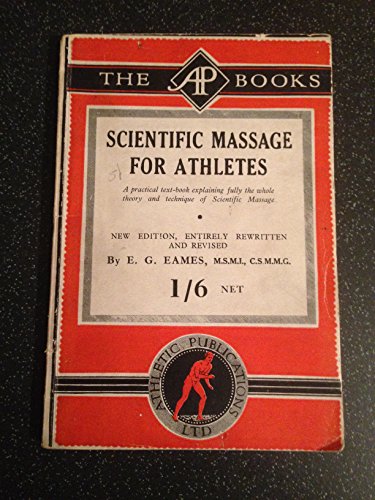 THE AP BOOKS
SCIENTIFIC MASSAGE
FOR ATHLETES
A practical text-book explaining fully the whole
theory and technique of Scientific Massage.
NEW EDITION, ENTIRELY REWRITTEN
AND REVISED
By E. G. EAMES, M.S.M.I., C.S.M.M.G.
1/6 NET
ATHLETIC PUBLICATIONS
LTD